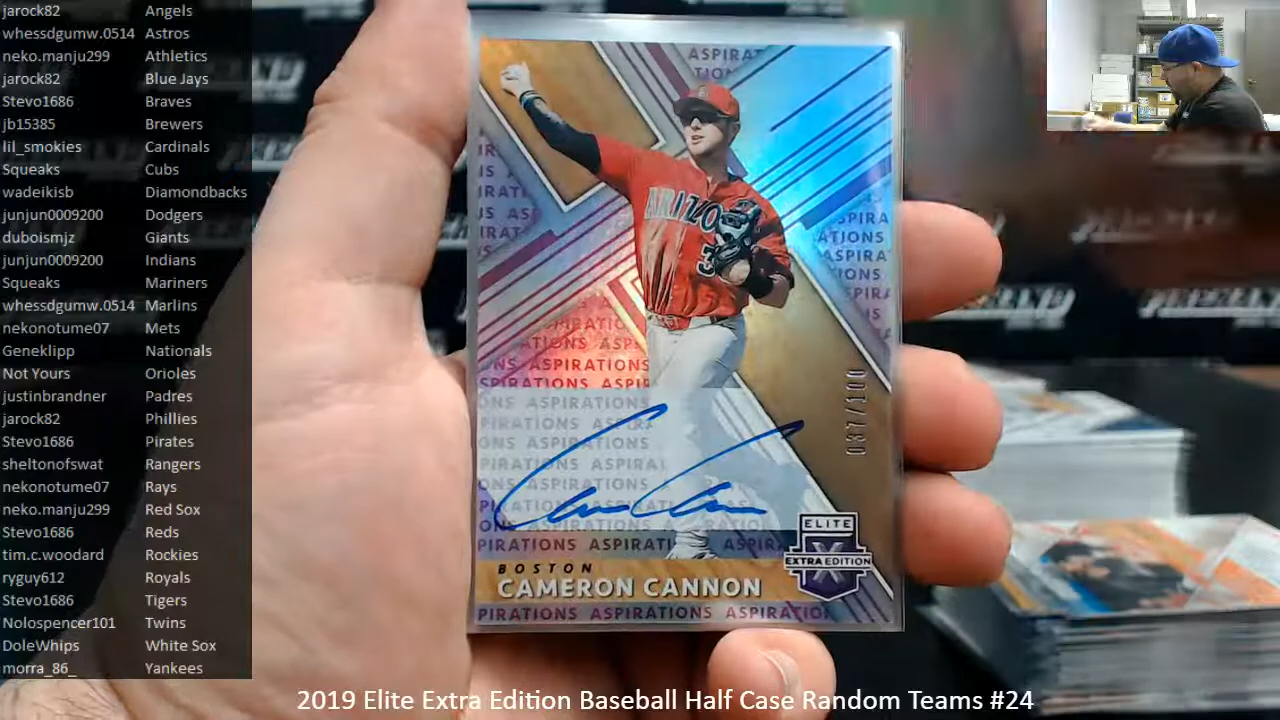 jarock82 Angels
whessdgumw.0514 Astros
neko.manju299 Athletics
jarock82 Blue Jays
Stevo1686 Braves
jb15385 Brewers
lil_smokies Cardinals
Squeaks Cubs
wadeikisb Diamondbacks
junjun0009200 Dodgers
duboismjz Giants
junjun0009200 Indians
Squeaks Mariners
whessdgumw.0514 Marlins
nekonotume07 Mets
Geneklipp Nationals
Not Yours Orioles
justinbrandner Padres
jarock82 Phillies
Stevo1686 Pirates
sheltonofswat Rangers
nekonotume07 Rays
neko.manju299 Red Sox
Stevo1686 Reds
tim.c.woodard Rockies
ryguy612 Royals
Stevo1686 Tigers
Nolospencer101 Twins
DoleWhips White Sox
morra_86_ Yankees
037/100
ELITE
X
EXTRA EDITION
BOSTON
CAMERON CANNON
PIRATIONS ASPIRATIONS ASPIRATION
2019 Elite Extra Edition Baseball Half Case Random Teams #24